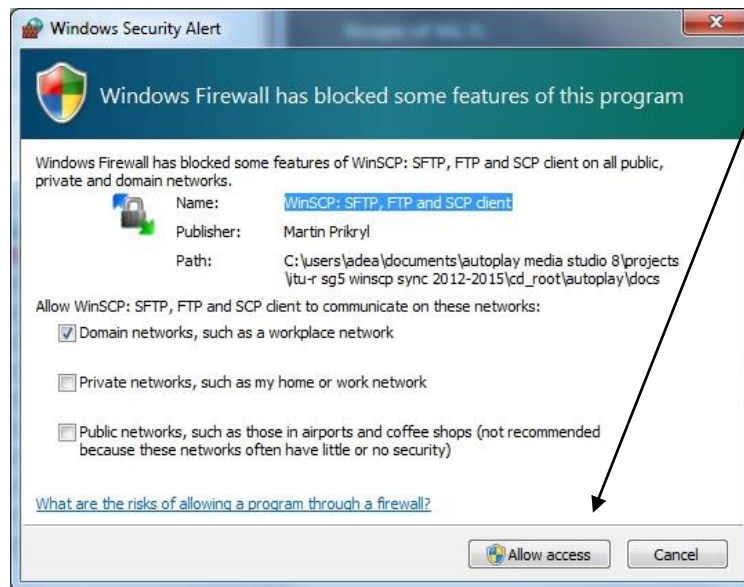 Windows Security Alert
Windows Firewall has blocked some features of this program
Windows Firewall has blocked some features of WinSCP: SFTP, FTP and SCP client on all public,
private and domain networks.
Name: WinSCP: SFTP, FTP and SCP client
Publisher: Martin Prikryl
Path: C:\users\adea\documents\autoplay media studio 8\projects
\itu-r sg5 winscp sync 2012-2015\cd_root\autoplay\docs
Allow WinSCP: SFTP, FTP and SCP client to communicate on these networks:
Domain networks, such as a workplace network
Private networks, such as my home or work network
Public networks, such as those in airports and coffee shops (not recommended
because these networks often have little or no security)
What are the risks of allowing a program through a firewall?
Allow access Cancel